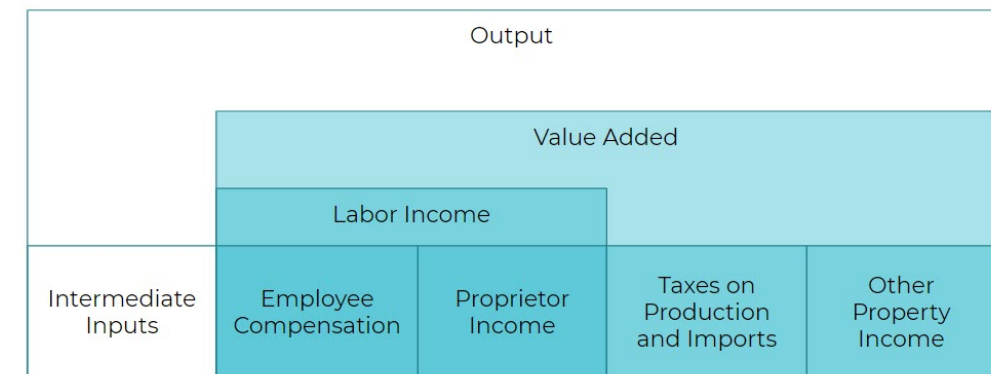 Output
Value Added
Labor Income
Intermediate
Inputs
Employee
Compensation
Proprietor
Income
Taxes on
Production
and Imports
Other
Property
Income